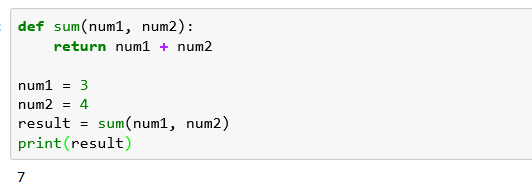 def sum(num1, num2):
    return num1 + num2

num1 = 3
num2 = 4
result = sum(num1, num2)
print(result)
7